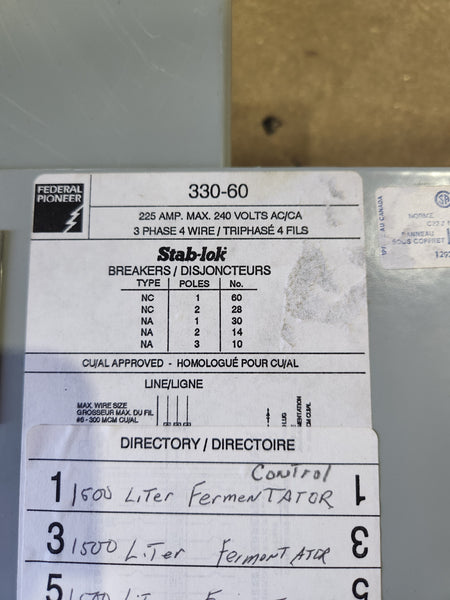 FEDERAL
PIONEER
330-60
225 AMP. MAX. 240 VOLTS AC/CA
3 PHASE 4 WIRE / TRIPHASÉ 4 FILS
Stab-lok
BREAKERS / DISJONCTEURS
TYPE POLES No.
NC 1 60
NC 2 28
NA 1 30
NA 2 14
NA 3 10
CU/AL APPROVED - HOMOLOGUÉ POUR CU/AL
LINE/LIGNE
MAX. WIRE SIZE
GROSSEUR MAX. DU FIL
#6 - 300 MCM CU/AL
DIRECTORY / DIRECTOIRE
Control
1 1500 LiTer FermenTATOR 1
3 1500 LiTer FermentATOR 3
5 5
AU CANADA